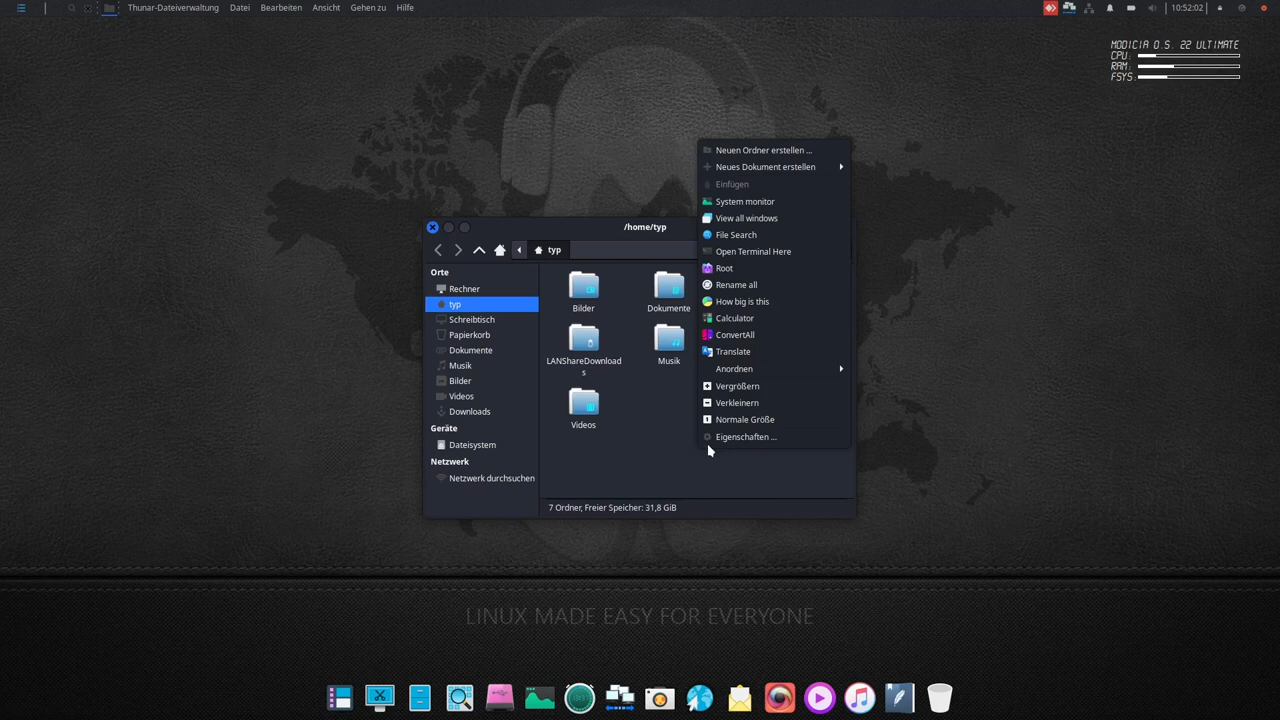 Thunar-Dateiverwaltung Datei Bearbeiten Ansicht Gehen zu Hilfe 10:52:02
MODICIA O.S. 22 ULTIMATE
CPU:
RAM:
FSYS:
/home/typ
typ
Orte
Rechner
typ
Schreibtisch
Papierkorb
Dokumente
Musik
Bilder
Videos
Downloads
Geräte
Dateisystem
Netzwerk
Netzwerk durchsuchen
Bilder
Dokumente
LANShareDownload
s
Musik
Videos
7 Ordner, Freier Speicher: 31,8 GiB
Neuen Ordner erstellen ...
Neues Dokument erstellen
Einfügen
System monitor
View all windows
File Search
Open Terminal Here
Root
Rename all
How big is this
Calculator
ConvertAll
Translate
Anordnen
Vergrößern
Verkleinern
Normale Größe
Eigenschaften ...
LINUX MADE EASY FOR EVERYONE